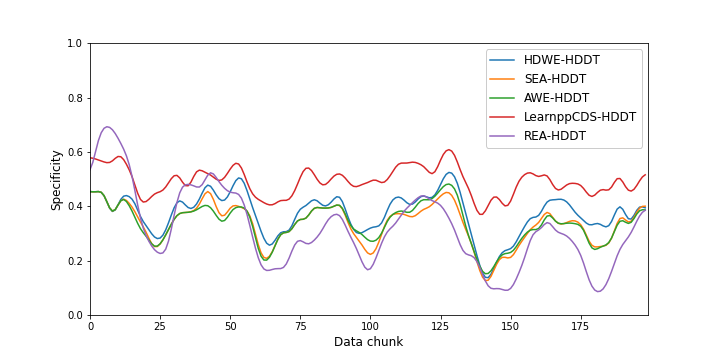 1.0
0.8
0.6
0.4
0.2
0.0
Specificity
0 25 50 75 100 125 150 175
Data chunk
HDWE-HDDT
SEA-HDDT
AWE-HDDT
LearnppCDS-HDDT
REA-HDDT